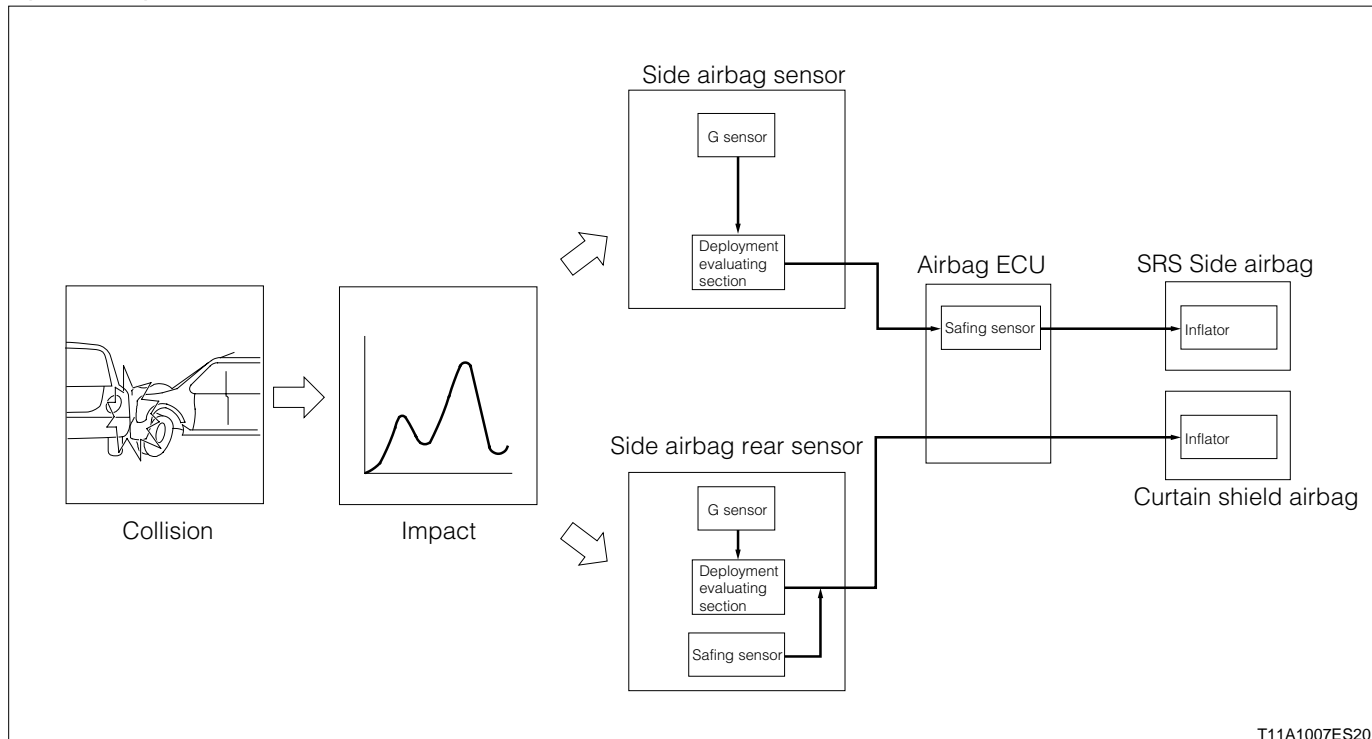 Side airbag sensor
G sensor
Deployment
evaluating
section
Airbag ECU
Safing sensor
SRS Side airbag
Inflator
Inflator
Curtain shield airbag
Collision
Impact
Side airbag rear sensor
G sensor
Deployment
evaluating
section
Safing sensor
T11A1007ES20